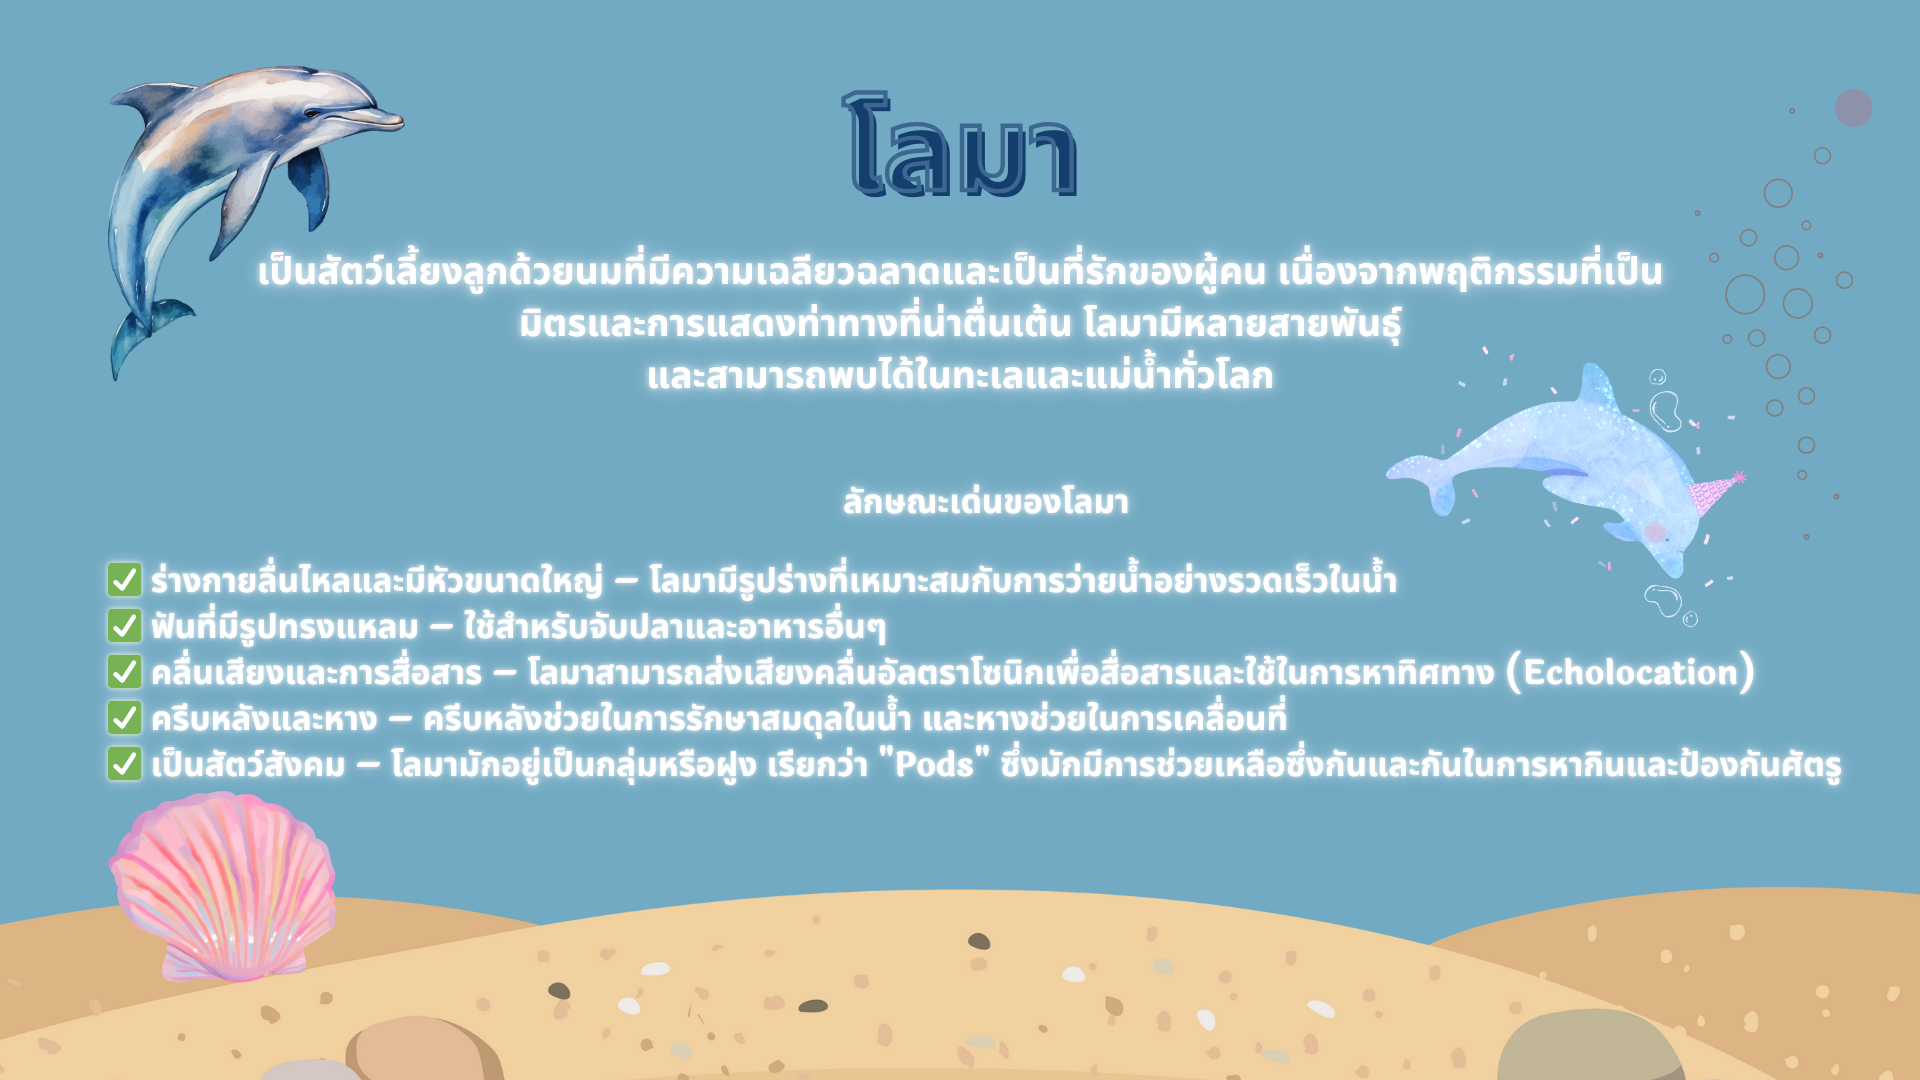 โลมา
เป็นสัตว์เลี้ยงลูกด้วยนมที่มีความเฉลียวฉลาดและเป็นที่รักของผู้คน เนื่องจากพฤติกรรมที่เป็น
มิตรและการแสดงท่าทางที่น่าตื่นเต้น โลมามีหลายสายพันธุ์
และสามารถพบได้ในทะเลและแม่น้ำทั่วโลก
ลักษณะเด่นของโลมา
✅ ร่างกายลื่นไหลและมีหัวขนาดใหญ่ – โลมามีรูปร่างที่เหมาะสมกับการว่ายน้ำอย่างรวดเร็วในน้ำ
✅ ฟันที่มีรูปทรงแหลม – ใช้สำหรับจับปลาและอาหารอื่นๆ
✅ คลื่นเสียงและการสื่อสาร – โลมาสามารถส่งเสียงคลื่นอัลตราโซนิกเพื่อสื่อสารและใช้ในการหาทิศทาง (Echolocation)
✅ ครีบหลังและหาง – ครีบหลังช่วยในการรักษาสมดุลในน้ำ และหางช่วยในการเคลื่อนที่
✅ เป็นสัตว์สังคม – โลมามักอยู่เป็นกลุ่มหรือฝูง เรียกว่า "Pods" ซึ่งมักมีการช่วยเหลือซึ่งกันและกันในการหากินและป้องกันศัตรู